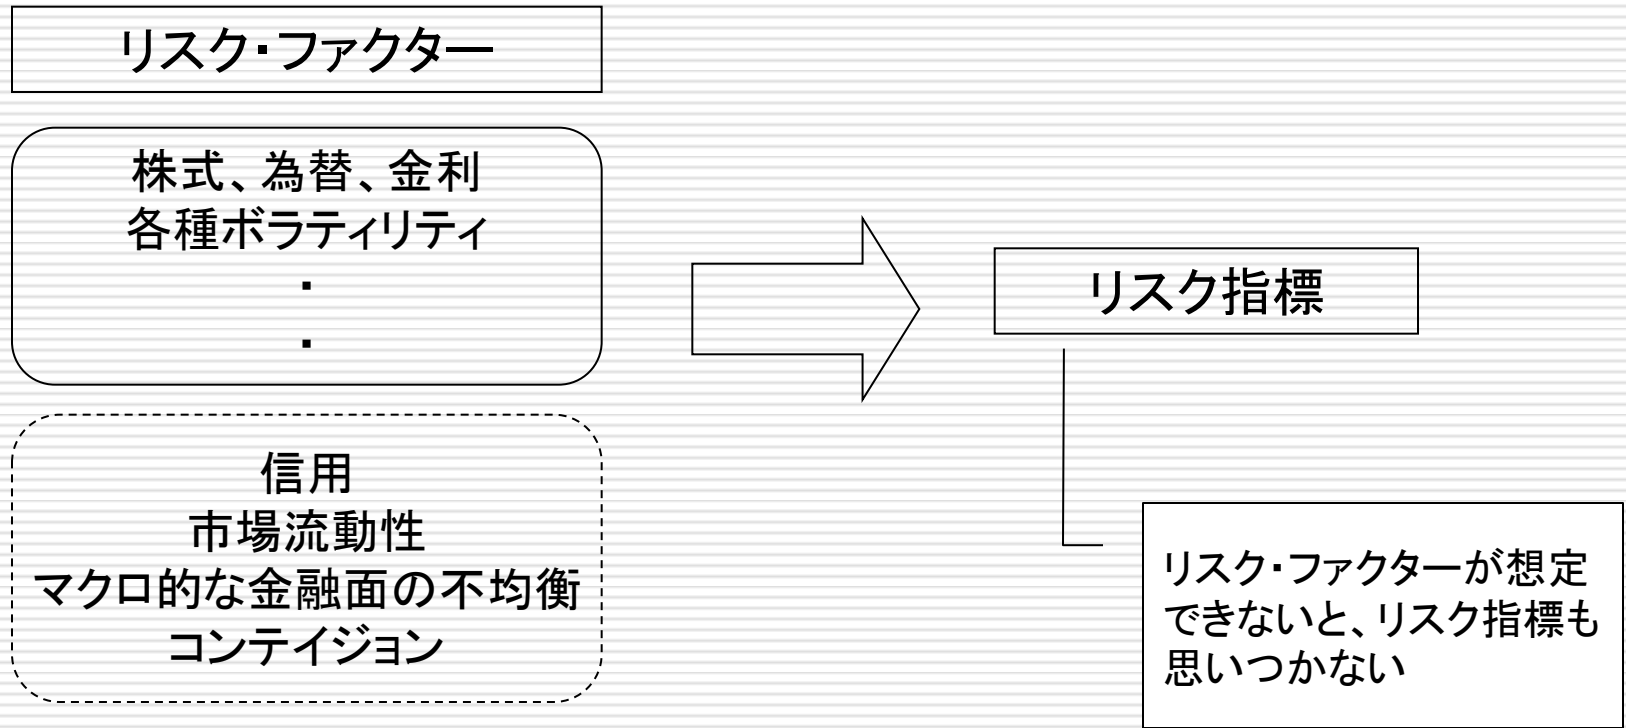 リスク・ファクター
株式、為替、金利
各種ボラティリティ
・
・
信用
市場流動性
マクロ的な金融面の不均衡
コンテイジョン
リスク指標
リスク・ファクターが想定
できないと、リスク指標も
思いつかない